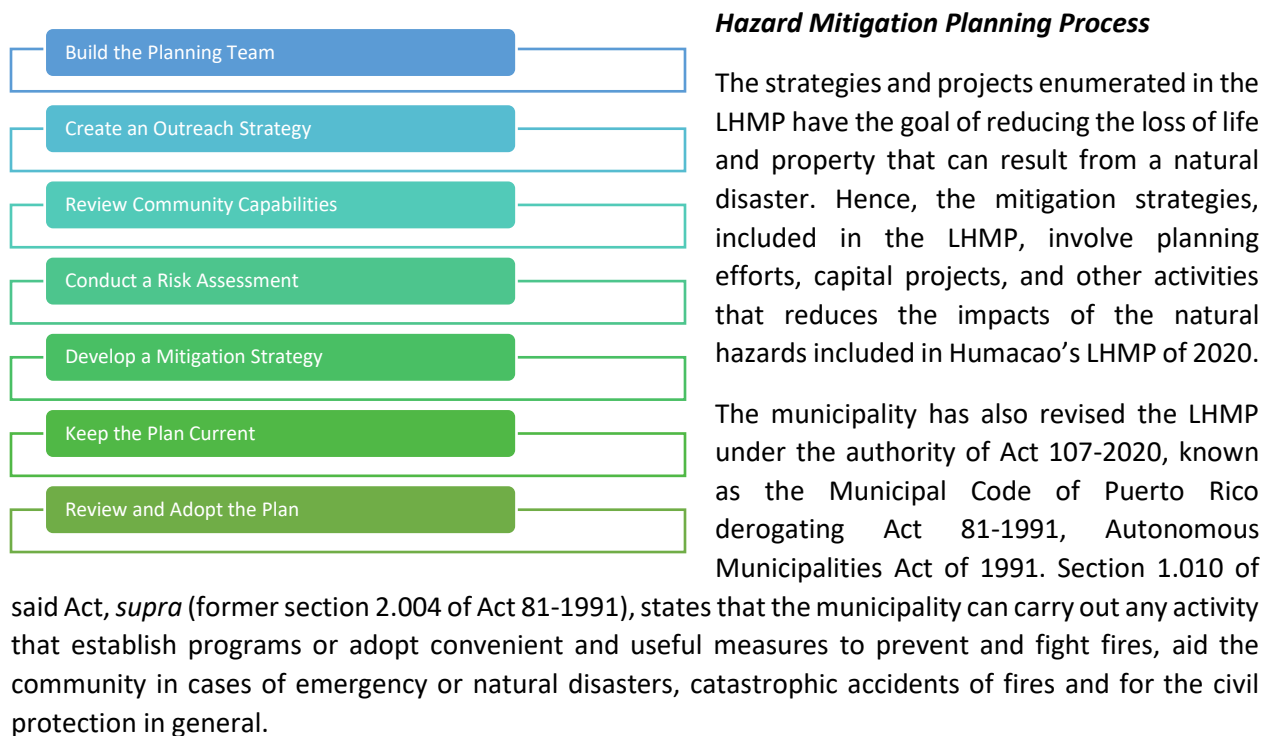 Build the Planning Team
Create an Outreach Strategy
Review Community Capabilities
Conduct a Risk Assessment
Develop a Mitigation Strategy
Keep the Plan Current
Review and Adopt the Plan
Hazard Mitigation Planning Process
The strategies and projects enumerated in the
LHMP have the goal of reducing the loss of life
and property that can result from a natural
disaster. Hence, the mitigation strategies,
included in the LHMP, involve planning
efforts, capital projects, and other activities
that reduces the impacts of the natural
hazards included in Humacao’s LHMP of 2020.
The municipality has also revised the LHMP
under the authority of Act 107-2020, known
as the Municipal Code of Puerto Rico
derogating Act 81-1991, Autonomous
Municipalities Act of 1991. Section 1.010 of
said Act, supra (former section 2.004 of Act 81-1991), states that the municipality can carry out any activity
that establish programs or adopt convenient and useful measures to prevent and fight fires, aid the
community in cases of emergency or natural disasters, catastrophic accidents of fires and for the civil
protection in general.